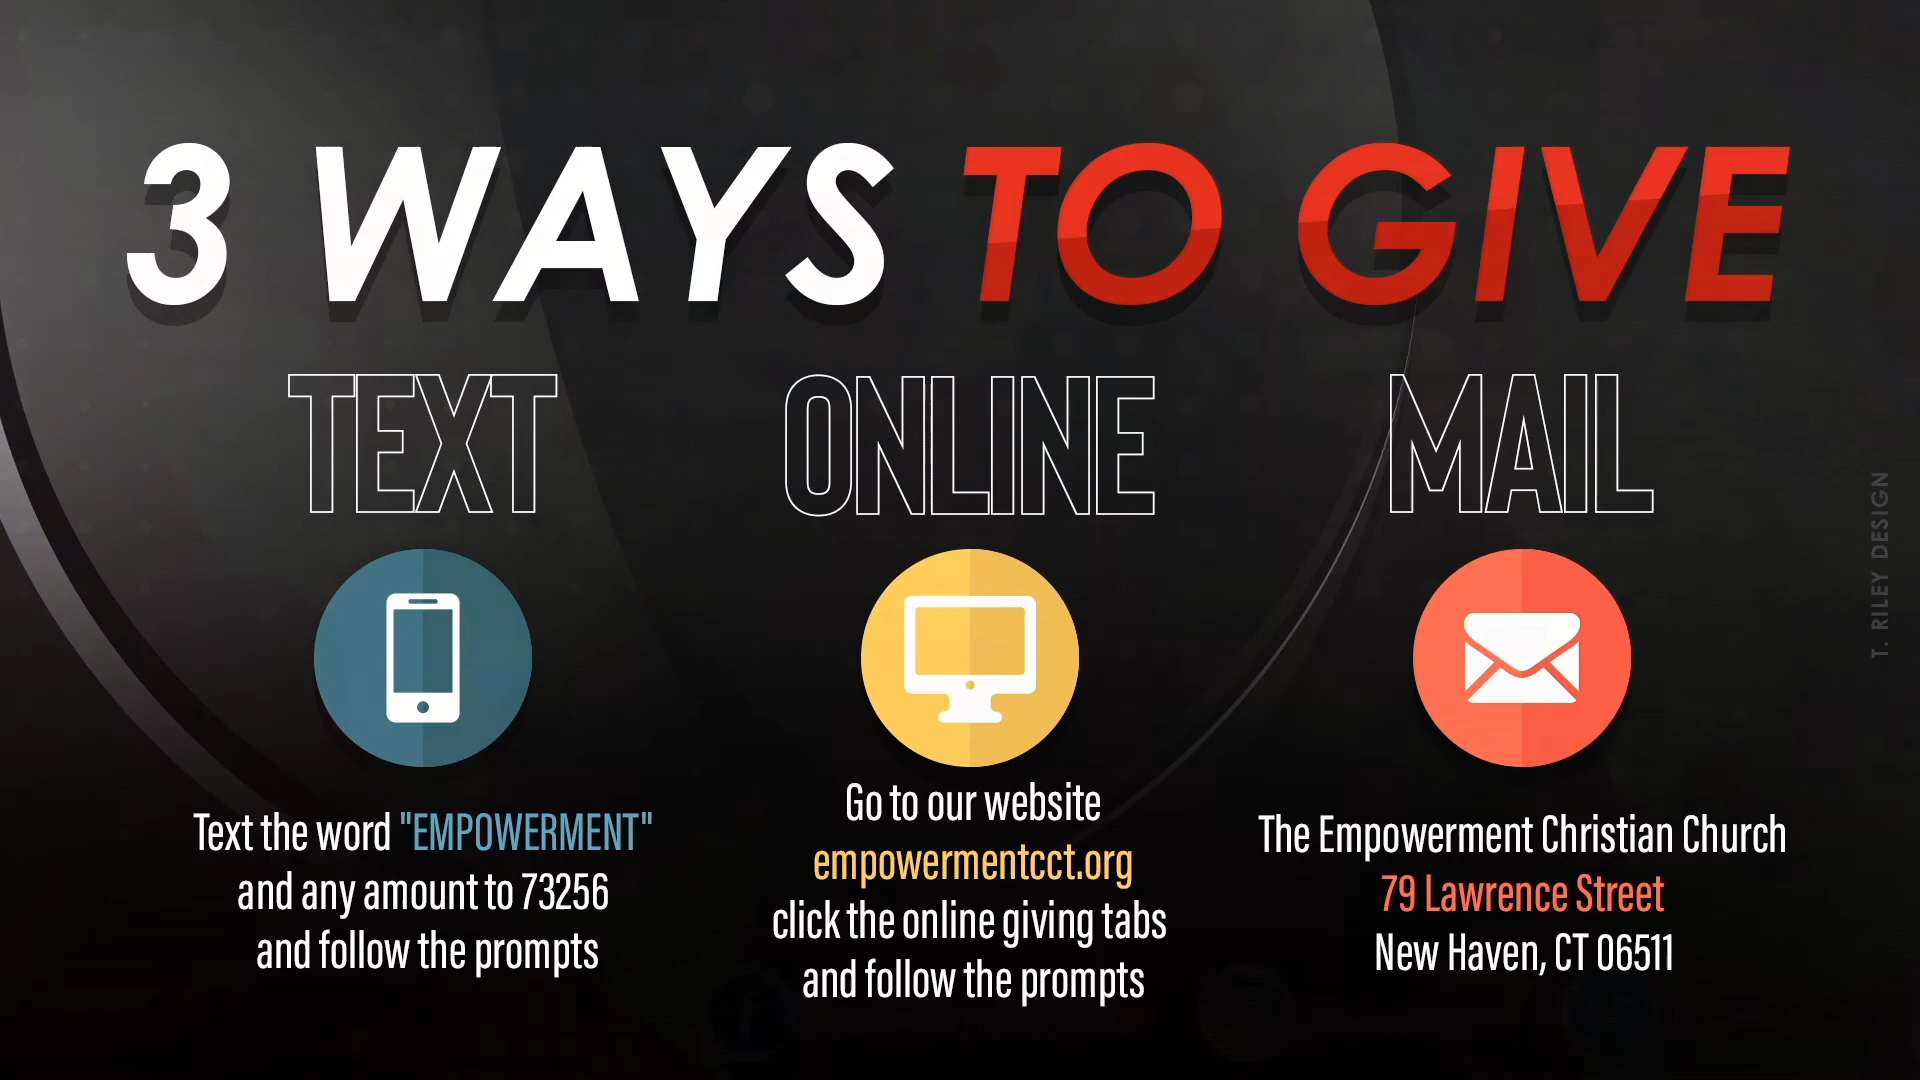 3 WAYS TO GIVE
TEXT
Text the word "EMPOWERMENT"
and any amount to 73256
and follow the prompts
ONLINE
Go to our website
empowermentcct.org
click the online giving tabs
and follow the prompts
MAIL
The Empowerment Christian Church
79 Lawrence Street
New Haven, CT 06511
T. RILEY DESIGN